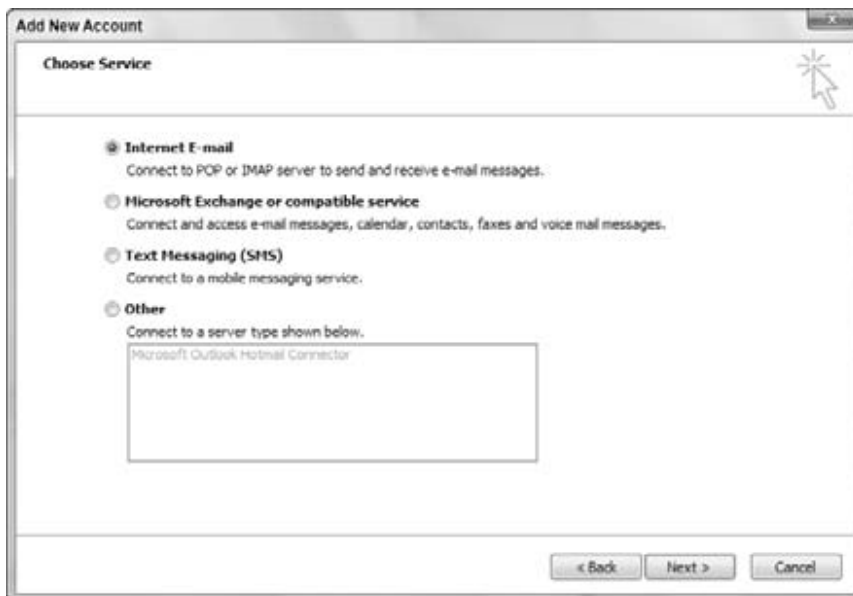 Add New Account
Choose Service
Internet E-mail
Connect to POP or IMAP server to send and receive e-mail messages.
Microsoft Exchange or compatible service
Connect and access e-mail messages, calendar, contacts, faxes and voice mail messages.
Text Messaging (SMS)
Connect to a mobile messaging service.
Other
Connect to a server type shown below.
Microsoft Outlook Hotmail Connector
< Back Next > Cancel